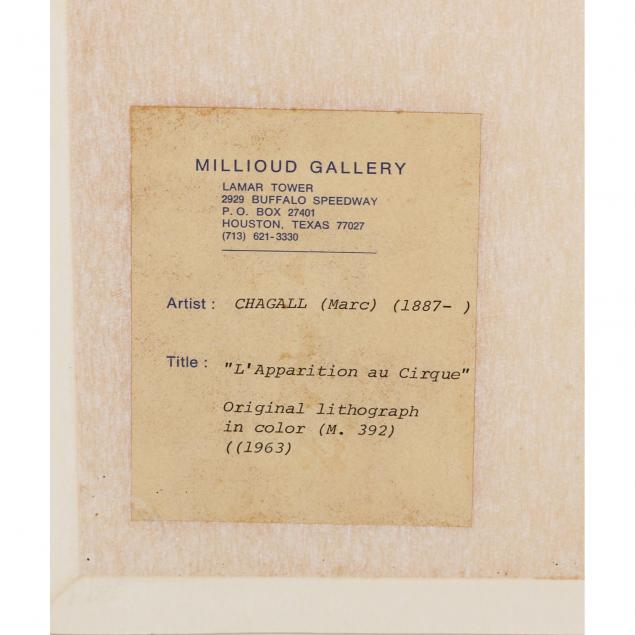 MILLIOUD GALLERY
LAMAR TOWER
2929 BUFFALO SPEEDWAY
P. O. BOX 27401
HOUSTON, TEXAS 77027
(713) 621-3330
Artist : CHAGALL (Marc) (1887- )
Title : "L'Apparition au Cirque"
Original lithograph
in color (M. 392)
((1963)